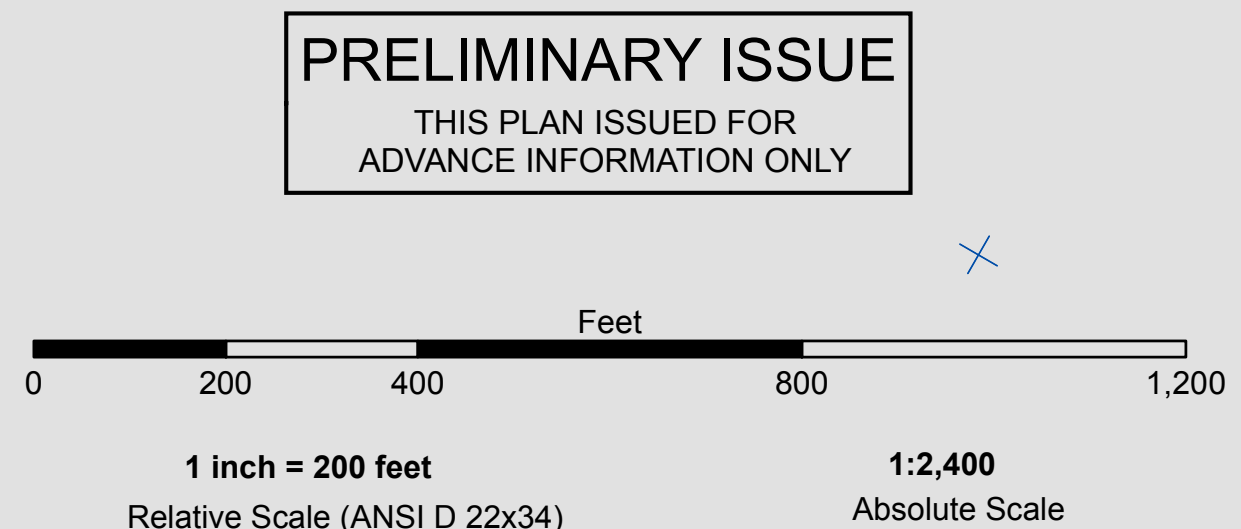 PRELIMINARY ISSUE
THIS PLAN ISSUED FOR
ADVANCE INFORMATION ONLY
Feet
0 200 400 800 1,200
1 inch = 200 feet
Relative Scale (ANSI D 22x34)
1:2,400
Absolute Scale